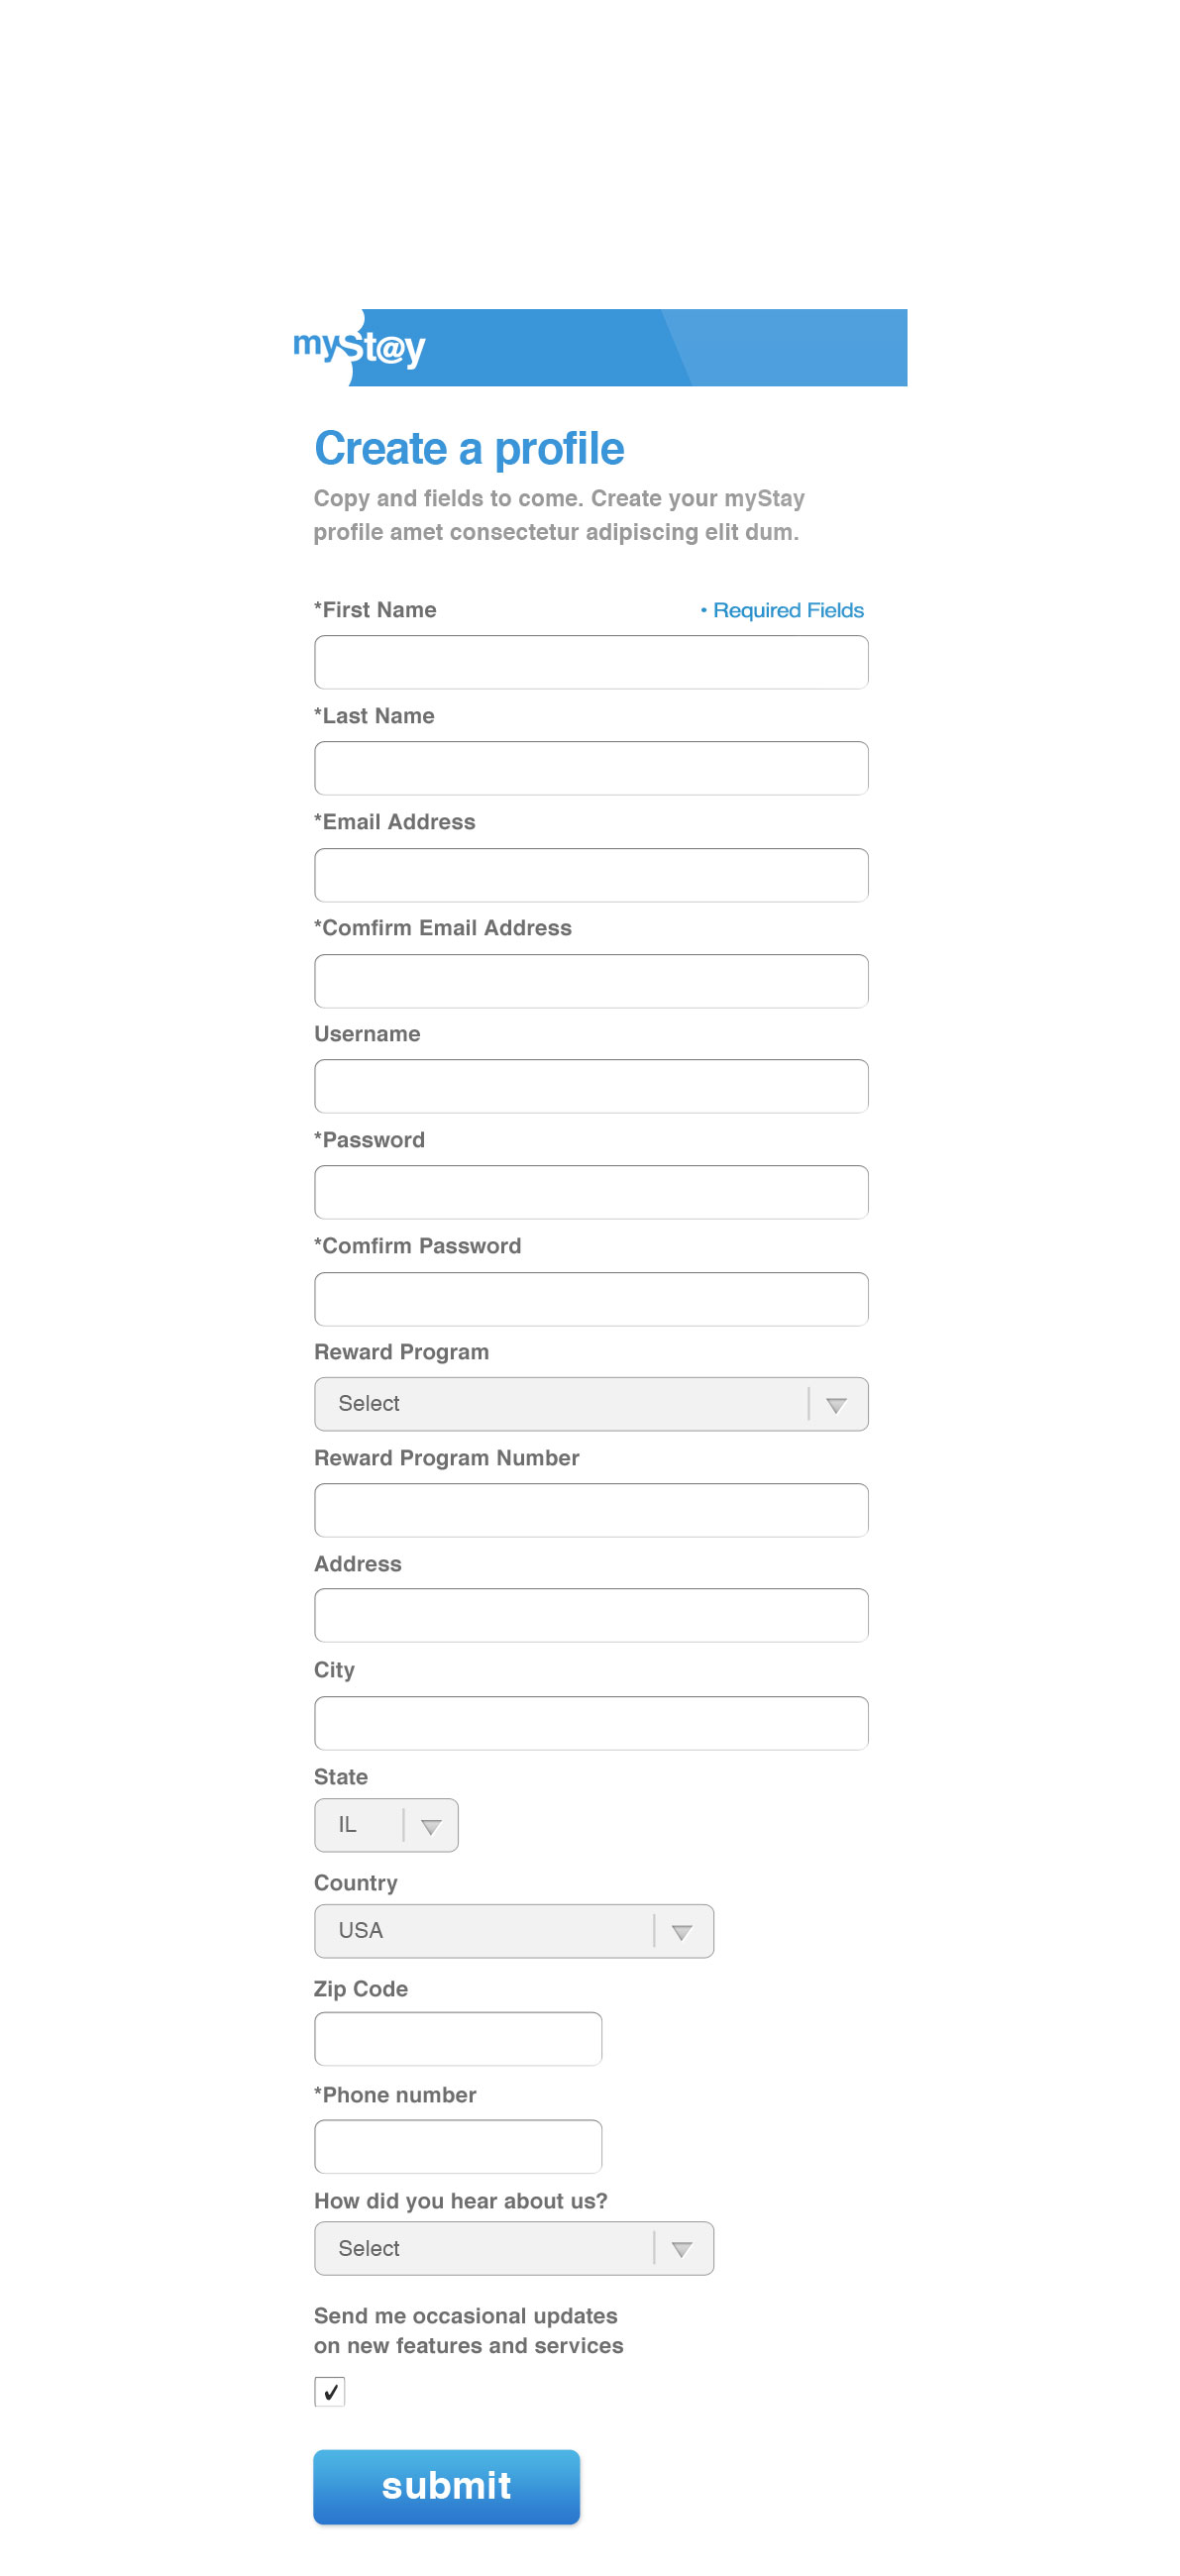 mySt@y
Create a profile
Copy and fields to come. Create your myStay
profile amet consectetur adipiscing elit dum.
*First Name
• Required Fields
*Last Name
*Email Address
*Comfirm Email Address
Username
*Password
*Comfirm Password
Reward Program
Select
Reward Program Number
Address
City
State
IL
Country
USA
Zip Code
*Phone number
How did you hear about us?
Select
Send me occasional updates
on new features and services
submit